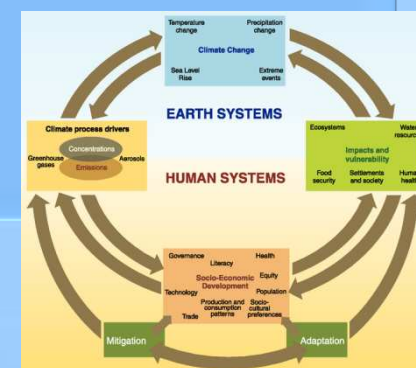 Temperature change
Precipitation change
Climate Change
Sea Level Rise
Extreme events
EARTH SYSTEMS
Climate process drivers
Concentrations
Greenhouse gases
Aerosols
Emissions
Ecosystems
Impacts and vulnerability
Food security
Settlements and society
HUMAN SYSTEMS
Governance
Health
Literacy
Equity
Socio-Economic Development
Technology
Population
Production and consumption patterns
Socio-cultural preferences
Trade
Mitigation
Adaptation